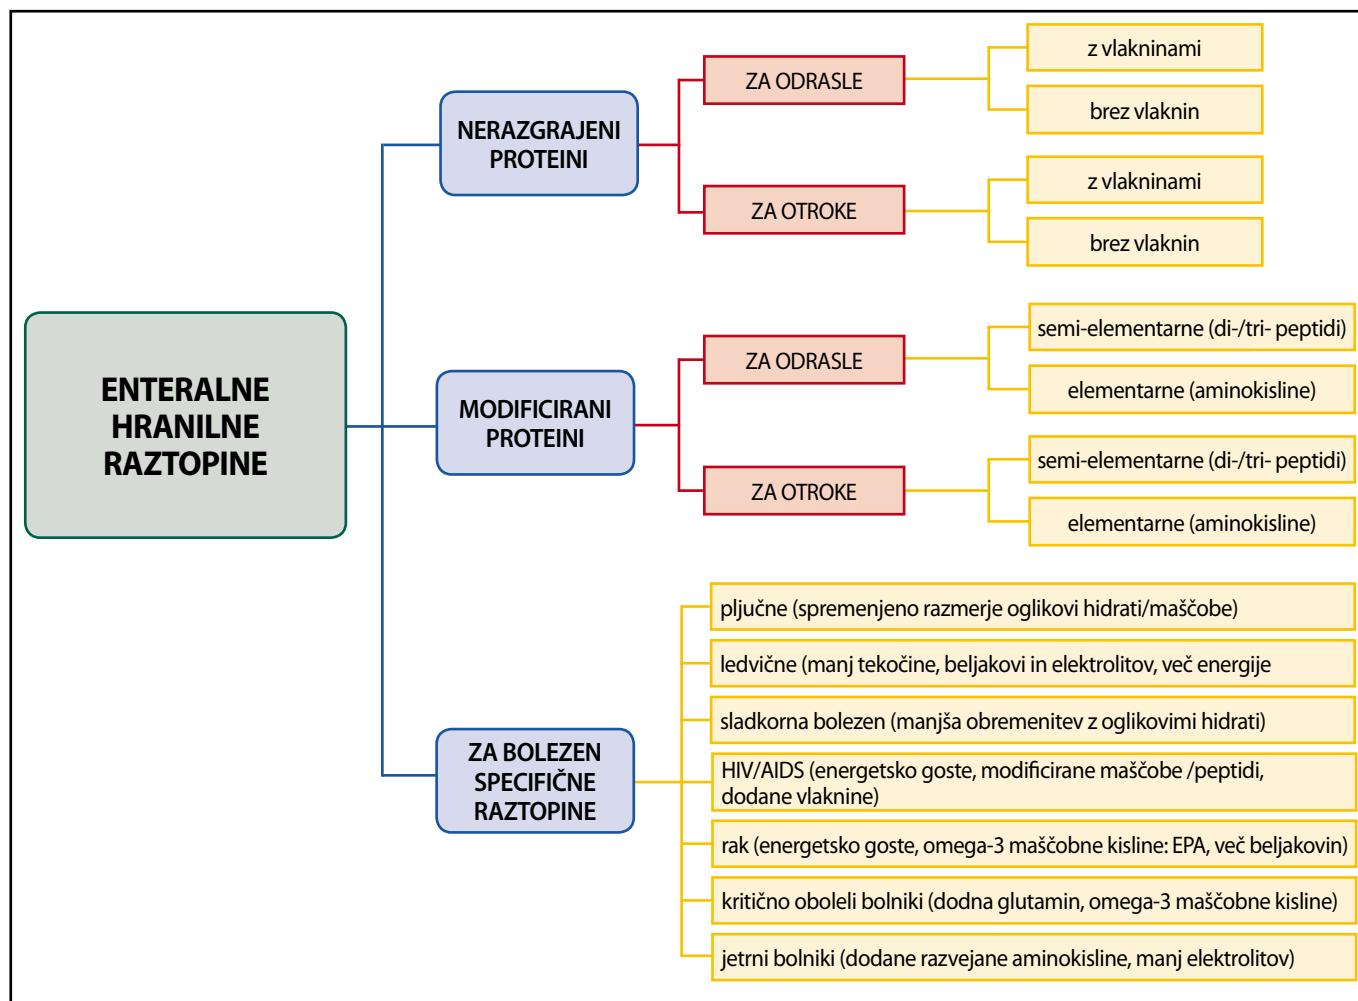 ENTERALNE
HRANILNE
RAZTOPINE
NERAZGRAJENI
PROTEINI
ZA ODRASLE
z vlakninami
brez vlaknin
ZA OTROKE
z vlakninami
brez vlaknin
MODIFICIRANI
PROTEINI
ZA ODRASLE
semi-elementarne (di-/tri- peptidi)
elementarne (aminokisline)
ZA OTROKE
semi-elementarne (di-/tri- peptidi)
elementarne (aminokisline)
ZA BOLEZEN
SPECIFIČNE
RAZTOPINE
pljučne (spremenjeno razmerje oglikovi hidrati/maščobe)
ledvične (manj tekočine, beljakovi in elektrolitov, več energije
sladkorna bolezen (manjša obremenitev z oglikovimi hidrati)
HIV/AIDS (energetsko goste, modificirane maščobe /peptidi,
dodane vlaknine)
rak (energetsko goste, omega-3 maščobne kisline: EPA, več beljakovin)
kritično oboleli bolniki (dodna glutamin, omega-3 maščobne kisline)
jetrni bolniki (dodane razvejane aminokisline, manj elektrolitov)